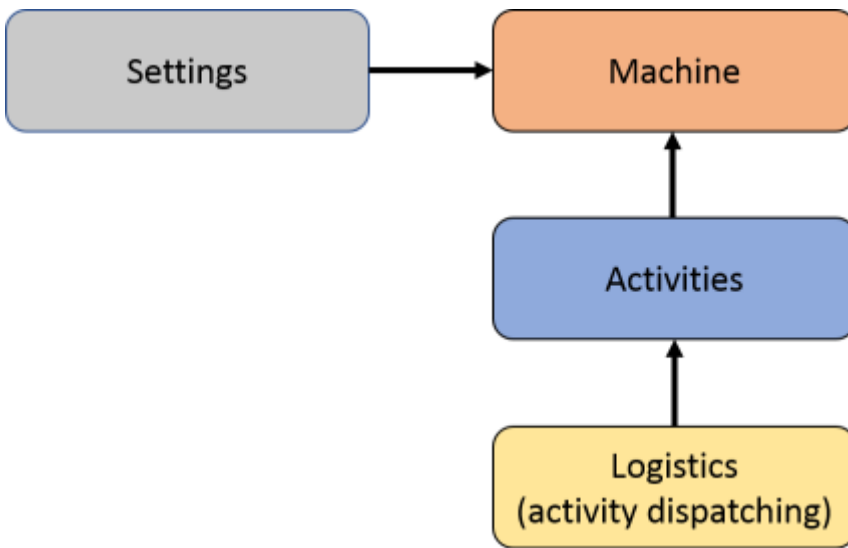 Settings
Machine
Activities
Logistics
(activity dispatching)